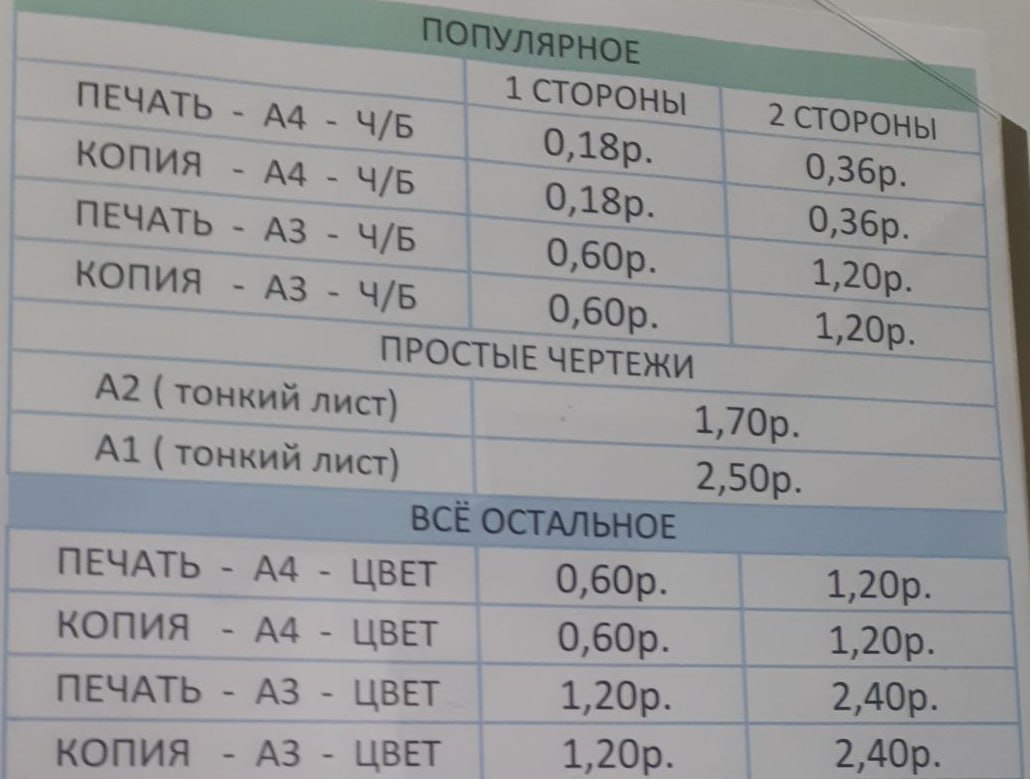 ПОПУЛЯРНОЕ
1 СТОРОНЫ 2 СТОРОНЫ
ПЕЧАТЬ - А4 - Ч/Б 0,18р. 0,36р.
КОПИЯ - А4 - Ч/Б 0,18р. 0,36р.
ПЕЧАТЬ - А3 - Ч/Б 0,60р. 1,20р.
КОПИЯ - А3 - Ч/Б 0,60р. 1,20р.
ПРОСТЫЕ ЧЕРТЕЖИ
А2 ( тонкий лист) 1,70р.
А1 ( тонкий лист) 2,50р.
ВСЁ ОСТАЛЬНОЕ
ПЕЧАТЬ - А4 - ЦВЕТ 0,60р. 1,20р.
КОПИЯ - А4 - ЦВЕТ 0,60р. 1,20р.
ПЕЧАТЬ - А3 - ЦВЕТ 1,20р. 2,40р.
КОПИЯ - А3 - ЦВЕТ 1,20р. 2,40р.